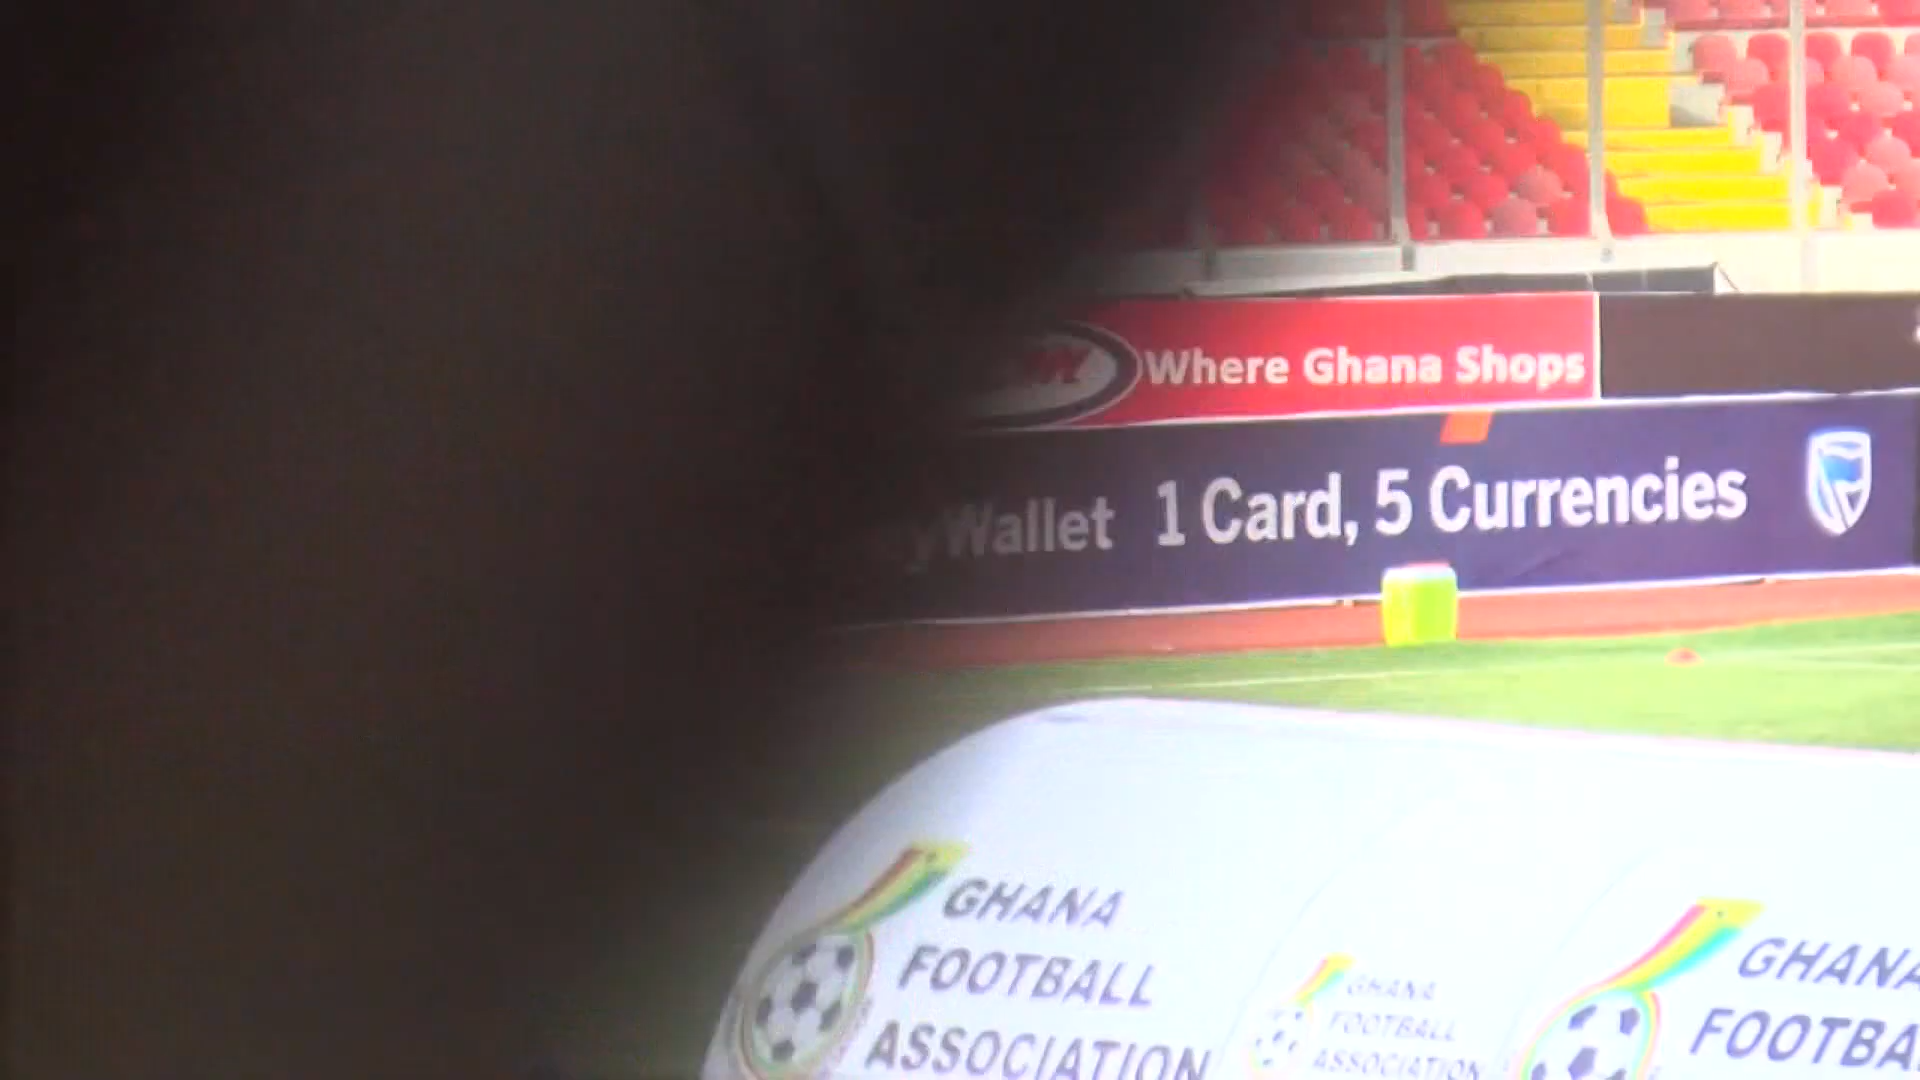 Where Ghana Shops
Wallet 1 Card, 5 Currencies
GHANA
FOOTBALL
ASSOCIATION
GHANA
FOOTBALL
ASSOCIATION
GHANA
FOOTBA